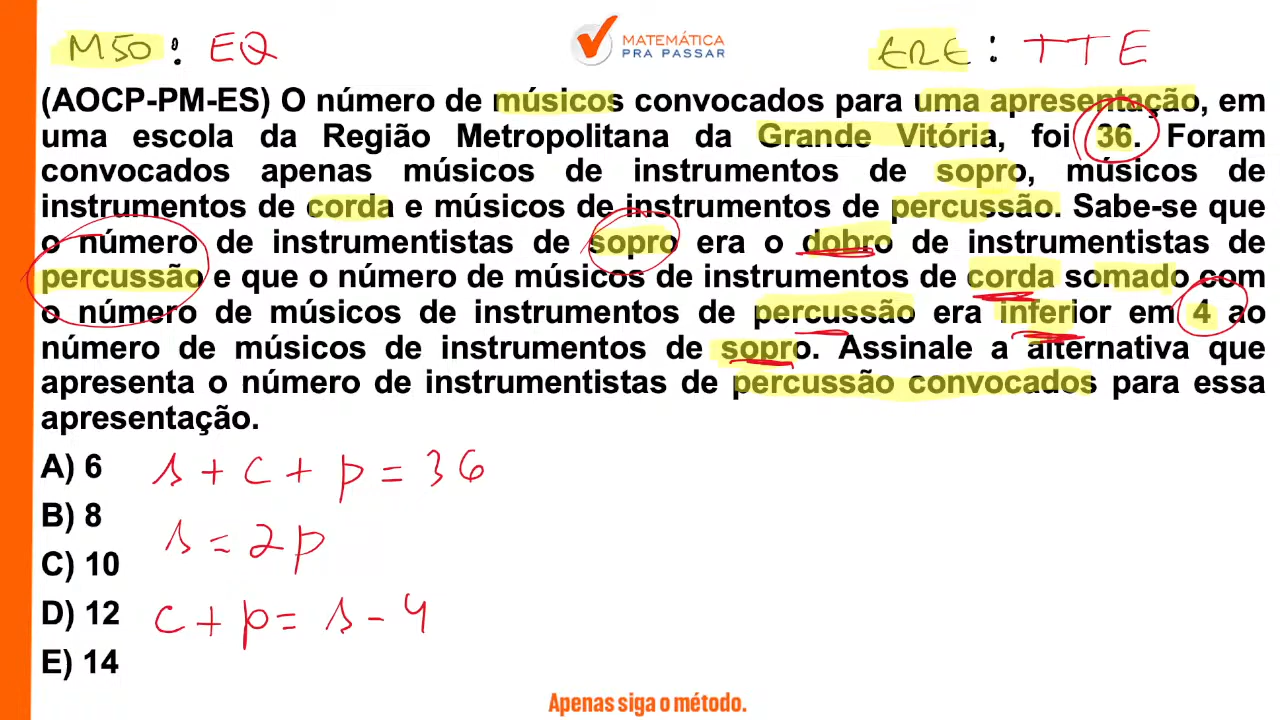 M50 : EQ
MATEMÁTICA
PRA PASSAR
ERE : TTE
(AOCP-PM-ES) O número de músicos convocados para uma apresentação, em
uma escola da Região Metropolitana da Grande Vitória, foi 36. Foram
convocados apenas músicos de instrumentos de sopro, músicos de
instrumentos de corda e músicos de instrumentos de percussão. Sabe-se que
o número de instrumentistas de sopro era o dobro de instrumentistas de
percussão e que o número de músicos de instrumentos de corda somado com
o número de músicos de instrumentos de percussão era inferior em 4 ao
número de músicos de instrumentos de sopro. Assinale a alternativa que
apresenta o número de instrumentistas de percussão convocados para essa
apresentação.
A) 6
s + c + p = 36
B) 8
s = 2p
C) 10
D) 12
c + p = s - 4
E) 14
Apenas siga o método.